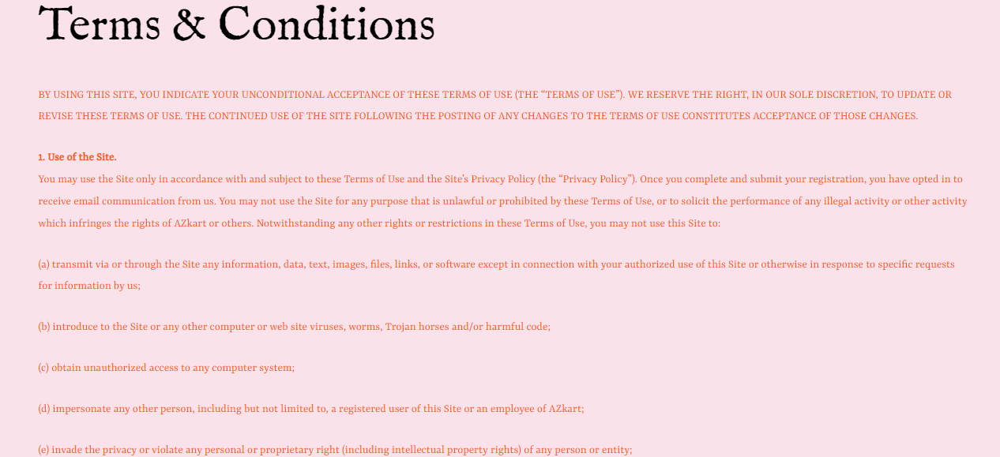 Terms & Conditions
BY USING THIS SITE, YOU INDICATE YOUR UNCONDITIONAL ACCEPTANCE OF THESE TERMS OF USE (THE “TERMS OF USE”). WE RESERVE THE RIGHT, IN OUR SOLE DISCRETION, TO UPDATE OR
REVISE THESE TERMS OF USE. THE CONTINUED USE OF THE SITE FOLLOWING THE POSTING OF ANY CHANGES TO THE TERMS OF USE CONSTITUTES ACCEPTANCE OF THOSE CHANGES.
1. Use of the Site.
You may use the Site only in accordance with and subject to these Terms of Use and the Site’s Privacy Policy (the “Privacy Policy”). Once you complete and submit your registration, you have opted in to
receive email communication from us. You may not use the Site for any purpose that is unlawful or prohibited by these Terms of Use, or to solicit the performance of any illegal activity or other activity
which infringes the rights of AZkart or others. Notwithstanding any other rights or restrictions in these Terms of Use, you may not use this Site to:
(a) transmit via or through the Site any information, data, text, images, files, links, or software except in connection with your authorized use of this Site or otherwise in response to specific requests
for information by us;
(b) introduce to the Site or any other computer or web site viruses, worms, Trojan horses and/or harmful code;
(c) obtain unauthorized access to any computer system;
(d) impersonate any other person, including but not limited to, a registered user of this Site or an employee of AZkart;
(e) invade the privacy or violate any personal or proprietary right (including intellectual property rights) of any person or entity;